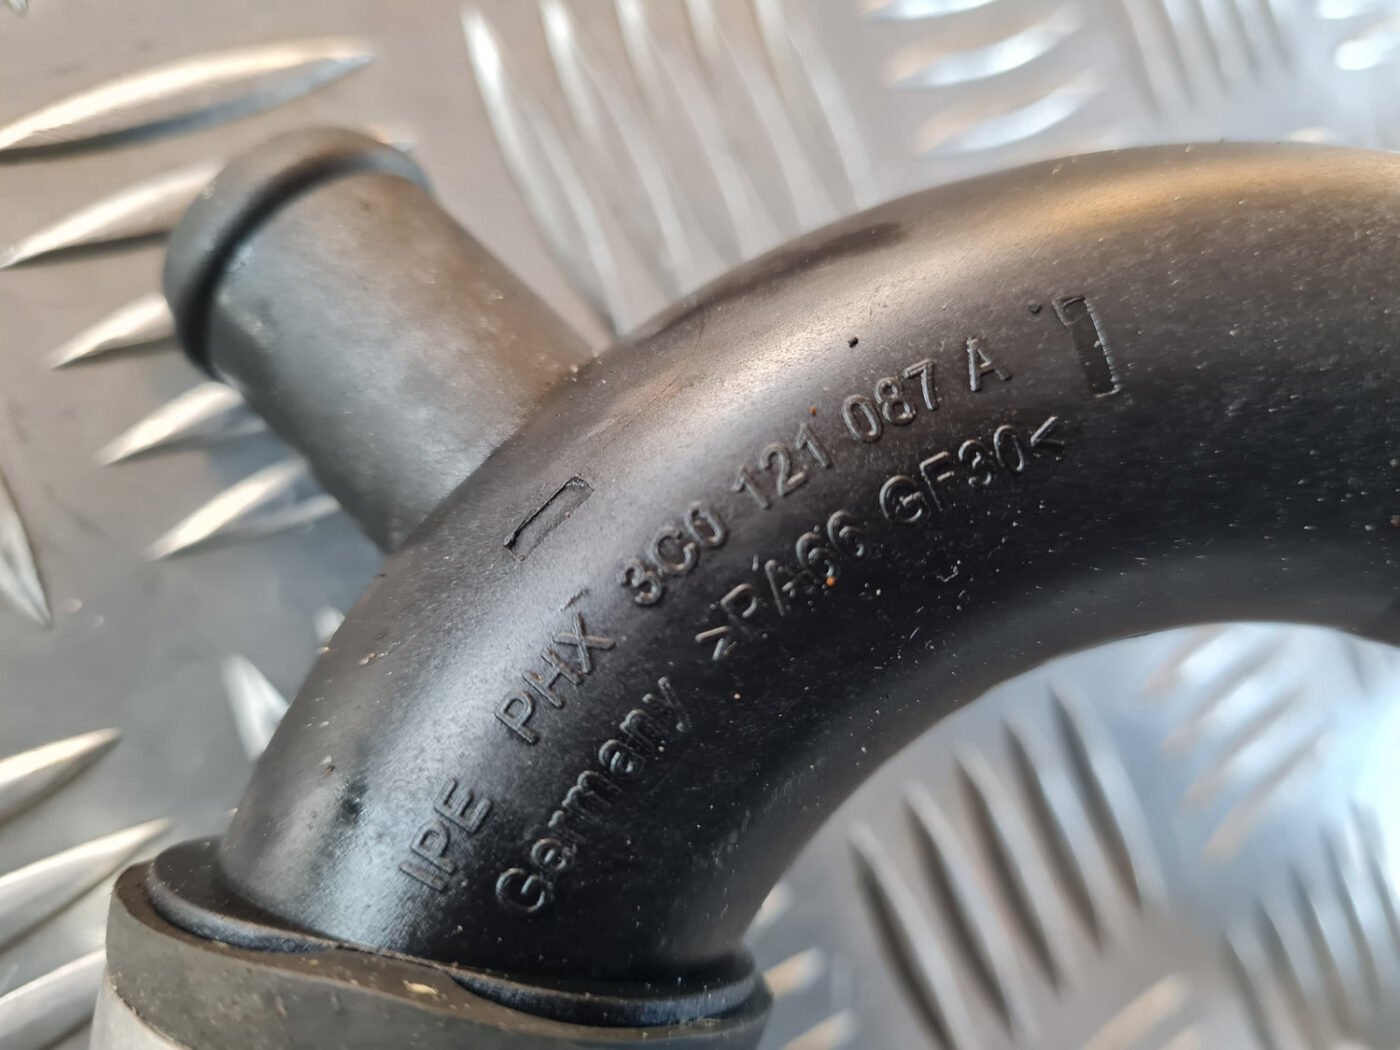 IPE PHX 3C0 121 087 A
Germany >PA66 GF30<